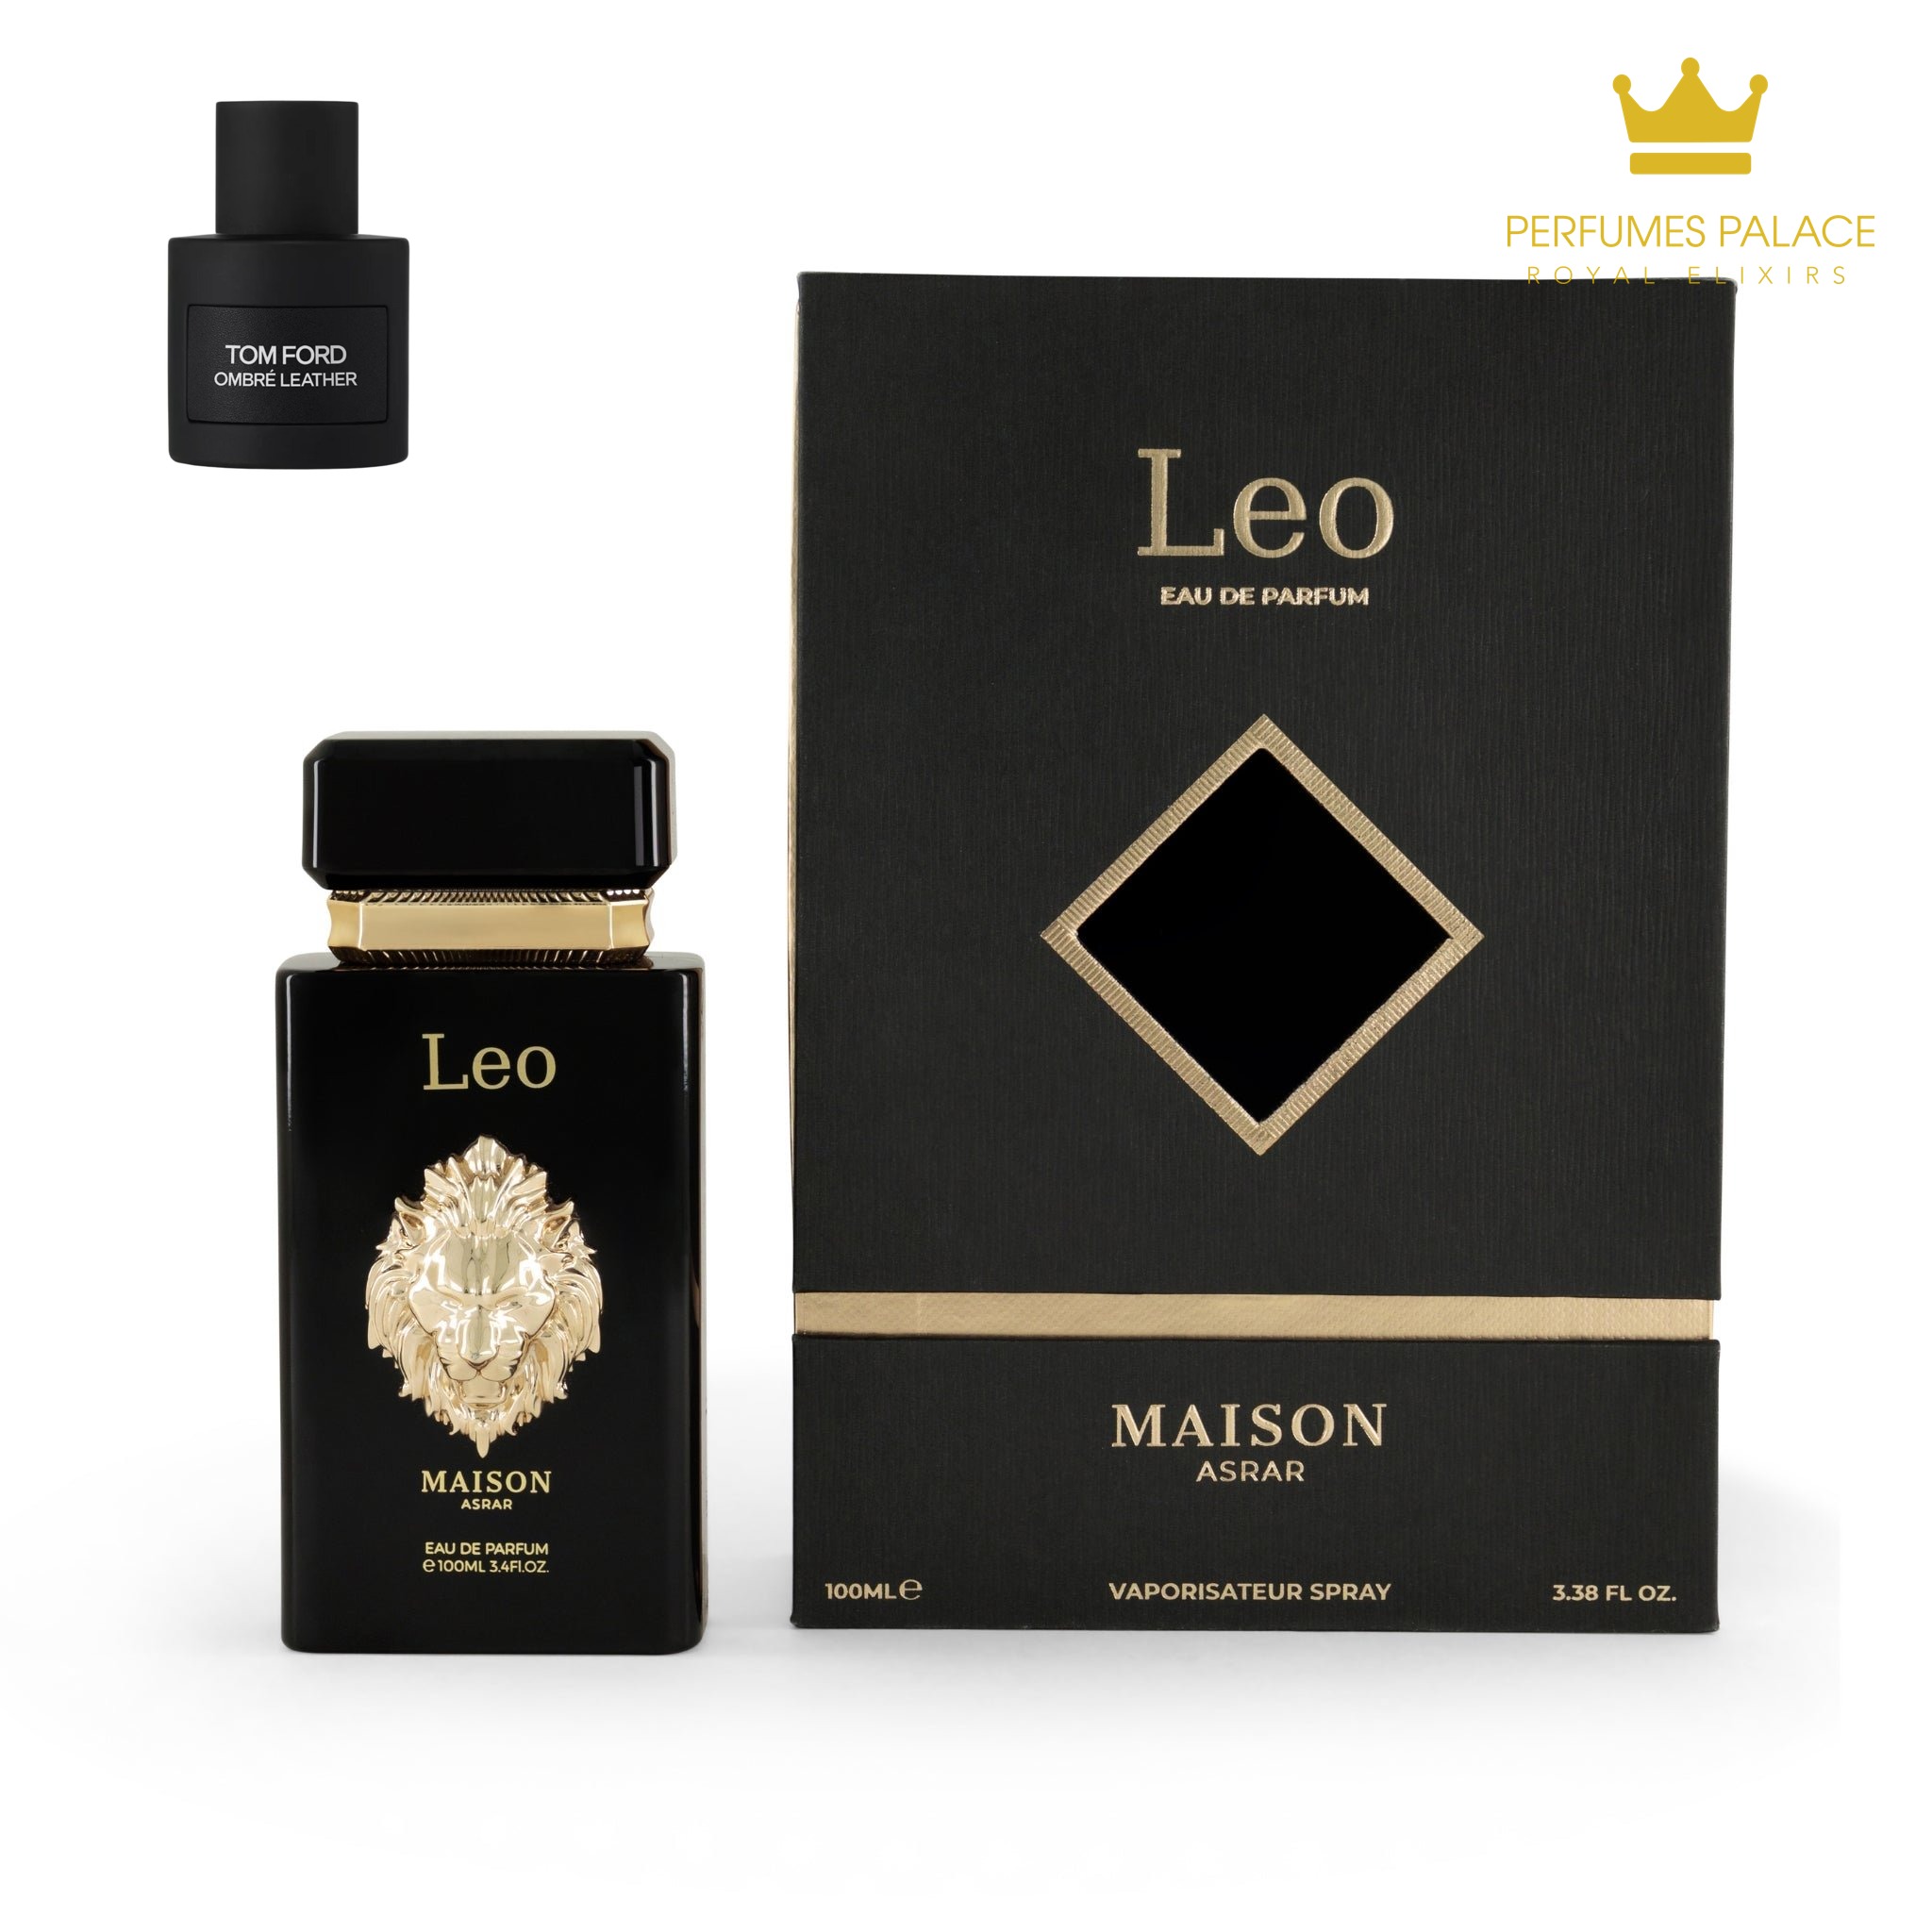 PERFUMES PALACE
ROYAL ELIXIRS
TOM FORD
OMBRÉ LEATHER
Leo
EAU DE PARFUM
MAISON
ASRAR
100ML℮
VAPORISATEUR SPRAY
3.38 FL OZ.
Leo
MAISON
ASRAR
EAU DE PARFUM
℮100ML 3.4Fl.OZ.